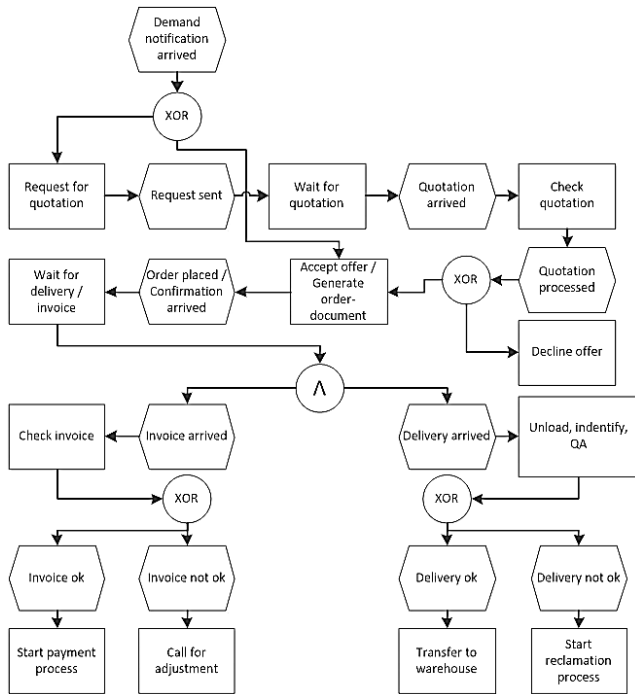 Demand
notification
arrived
XOR
Request for
quotation
Request sent
Wait for
quotation
Quotation
arrived
Check
quotation
Wait for
delivery /
invoice
Order placed /
Confirmation
arrived
Accept offer /
Generate
order-
document
XOR
Quotation
processed
Decline offer
Λ
Check invoice
Invoice arrived
Delivery arrived
Unload, indentify,
QA
XOR
XOR
Invoice ok
Invoice not ok
Delivery ok
Delivery not ok
Start payment
process
Call for
adjustment
Transfer to
warehouse
Start
reclamation
process